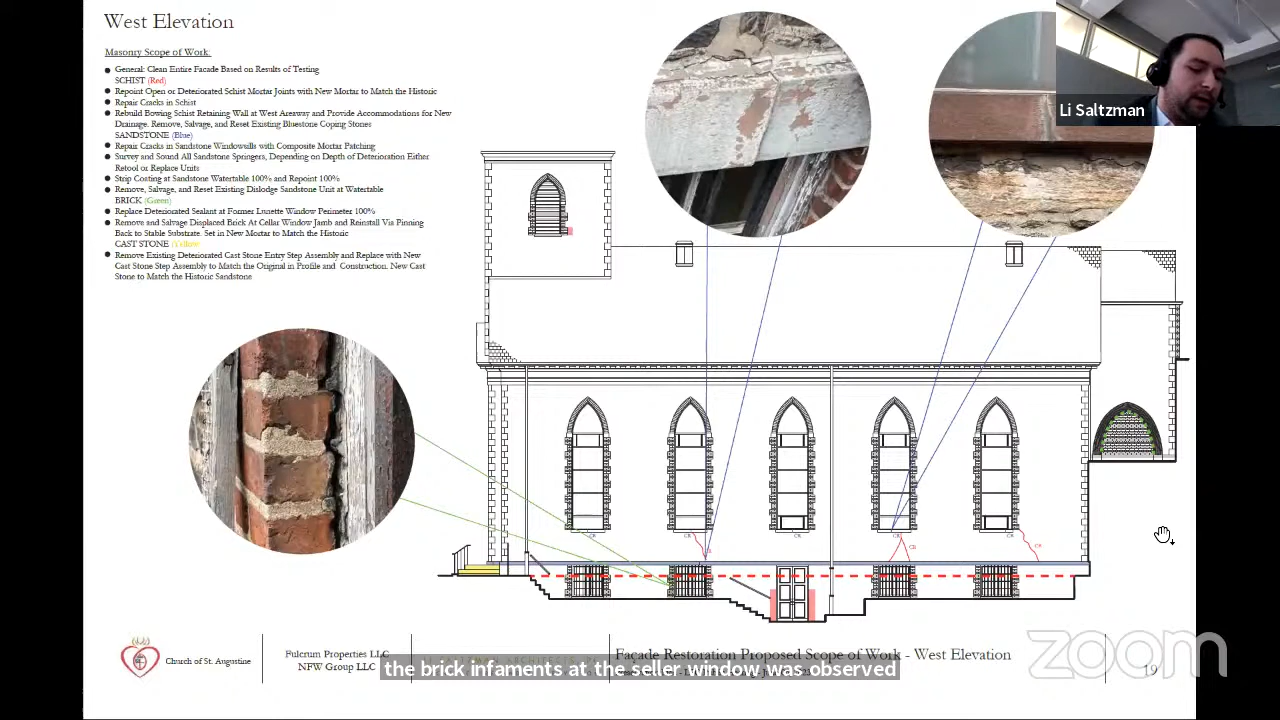 West Elevation
Masonry Scope of Work:
General: Clean Entire Facade Based on Results of Testing
SCHIST (Red)
Repoint Open or Deteriorated Schist Mortar Joints with New Mortar to Match the Historic
Repair Cracks in Schist
Rebuild Bowing Schist Retaining Wall at West Areaway and Provide Accommodations for New
Drainage. Remove, Salvage, and Reset Existing Bluestone Coping Stones
SANDSTONE (Blue)
Repair Cracks in Sandstone Windowsills with Composite Mortar Patching
Survey and Sound All Sandstone Springers, Depending on Depth of Deterioration Either
Retool or Replace Units
Strip Coating at Sandstone Watertable 100% and Repoint 100%
Remove, Salvage, and Reset Existing Dislodge Sandstone Unit at Watertable
BRICK (Green)
Replace Deteriorated Sealant at Former Lunette Window Perimeter 100%
Remove and Salvage Displaced Brick At Cellar Window Jamb and Reinstall Via Pinning
Back to Stable Substrate. Set in New Mortar to Match the Historic
CAST STONE (Yellow)
Remove Existing Deteriorated Cast Stone Entry Step Assembly and Replace with New
Cast Stone Step Assembly to Match the Original in Profile and Construction. New Cast
Stone to Match the Historic Sandstone
Li Saltzman
CR CR CR CR CR
CR CR CR
Church of St. Augustine
Fulcrum Properties LLC
NFW Group LLC
Facade Restoration Proposed Scope of Work - West Elevation
the brick infaments at the seller window was observed
zoom
19